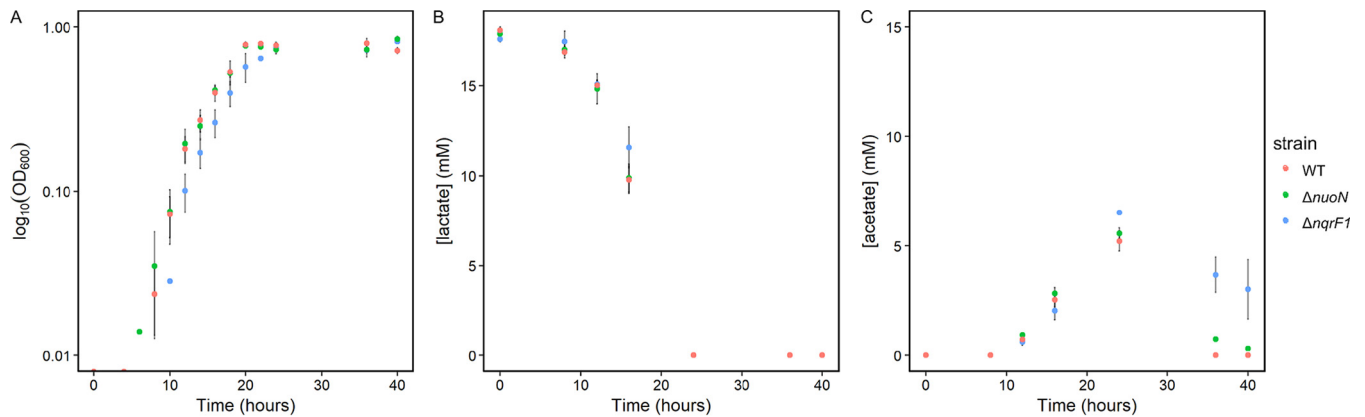 A
1.00
0.10
0.01
log₁₀(OD₆₀₀)
0
10
20
30
40
Time (hours)
B
15
10
5
0
[lactate] (mM)
0
10
20
30
40
Time (hours)
C
15
10
5
0
[acetate] (mM)
0
10
20
30
40
Time (hours)
strain
WT
ΔnuoN
ΔnqrF1